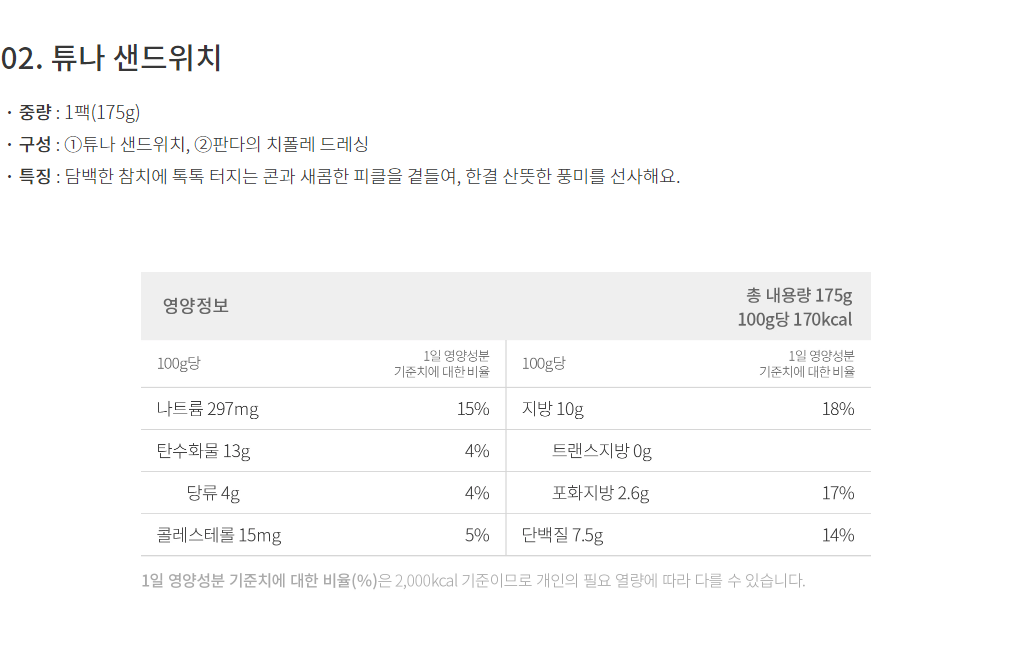 02. 튜나 샌드위치
· 중량 : 1팩(175g)
· 구성 : ①튜나 샌드위치, ②판다의 치폴레 드레싱
· 특징 : 담백한 참치에 톡톡 터지는 콘과 새콤한 피클을 곁들여, 한결 산뜻한 풍미를 선사해요.
영양정보
총 내용량 175g
100g당 170kcal
100g당
1일 영양성분
기준치에 대한 비율
100g당
1일 영양성분
기준치에 대한 비율
나트륨 297mg 15% 지방 10g 18%
탄수화물 13g 4% 트랜스지방 0g
당류 4g 4% 포화지방 2.6g 17%
콜레스테롤 15mg 5% 단백질 7.5g 14%
1일 영양성분 기준치에 대한 비율(%)은 2,000kcal 기준이므로 개인의 필요 열량에 따라 다를 수 있습니다.